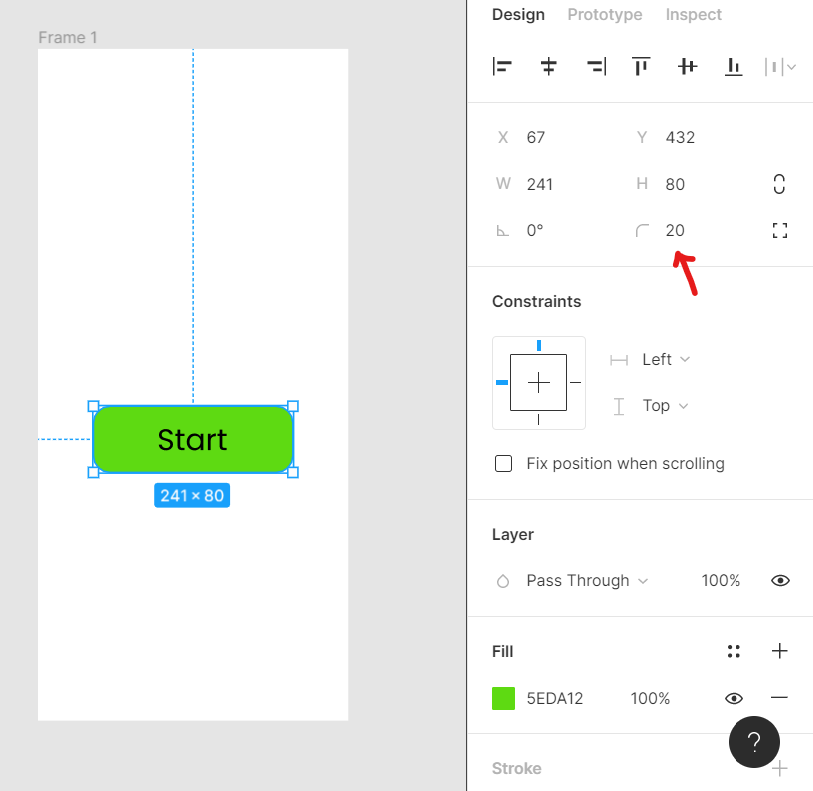 Design Prototype Inspect
Frame 1
X 67 Y 432
W 241 H 80
0° 20
Constraints
Left
Top
Start
Fix position when scrolling
241 × 80
Layer
Pass Through 100%
Fill
5EDA12 100%
?
Stroke